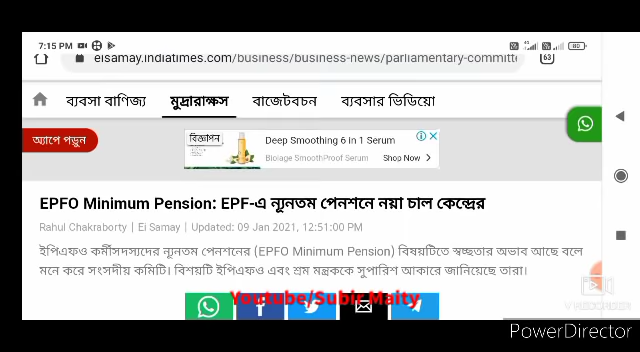 7:15 PM
eisamay.indiatimes.com/business/business-news/parliamentary-committ
63
ব্যবসা বাণিজ্য মুদ্রারাক্ষস বাজেটবচন ব্যবসার ভিডিয়ো
অ্যাপে পড়ুন
বিজ্ঞাপন
Deep Smoothing 6 in 1 Serum
Biolage SmoothProof Serum Shop Now
EPFO Minimum Pension: EPF-এ ন্যূনতম পেনশনে নয়া চাল কেন্দ্রের
Rahul Chakraborty | Ei Samay | Updated: 09 Jan 2021, 12:51:00 PM
ইপিএফও কর্মীসদস্যদের ন্যূনতম পেনশনের (EPFO Minimum Pension) বিষয়টিতে স্বচ্ছতার অভাব আছে বলে
মনে করে সংসদীয় কমিটি। বিশয়টি ইপিএফও এবং শ্রম মন্ত্রককে সুপারিশ আকারে জানিয়েছে তারা।
Youtube/Subir Maity
PowerDirector